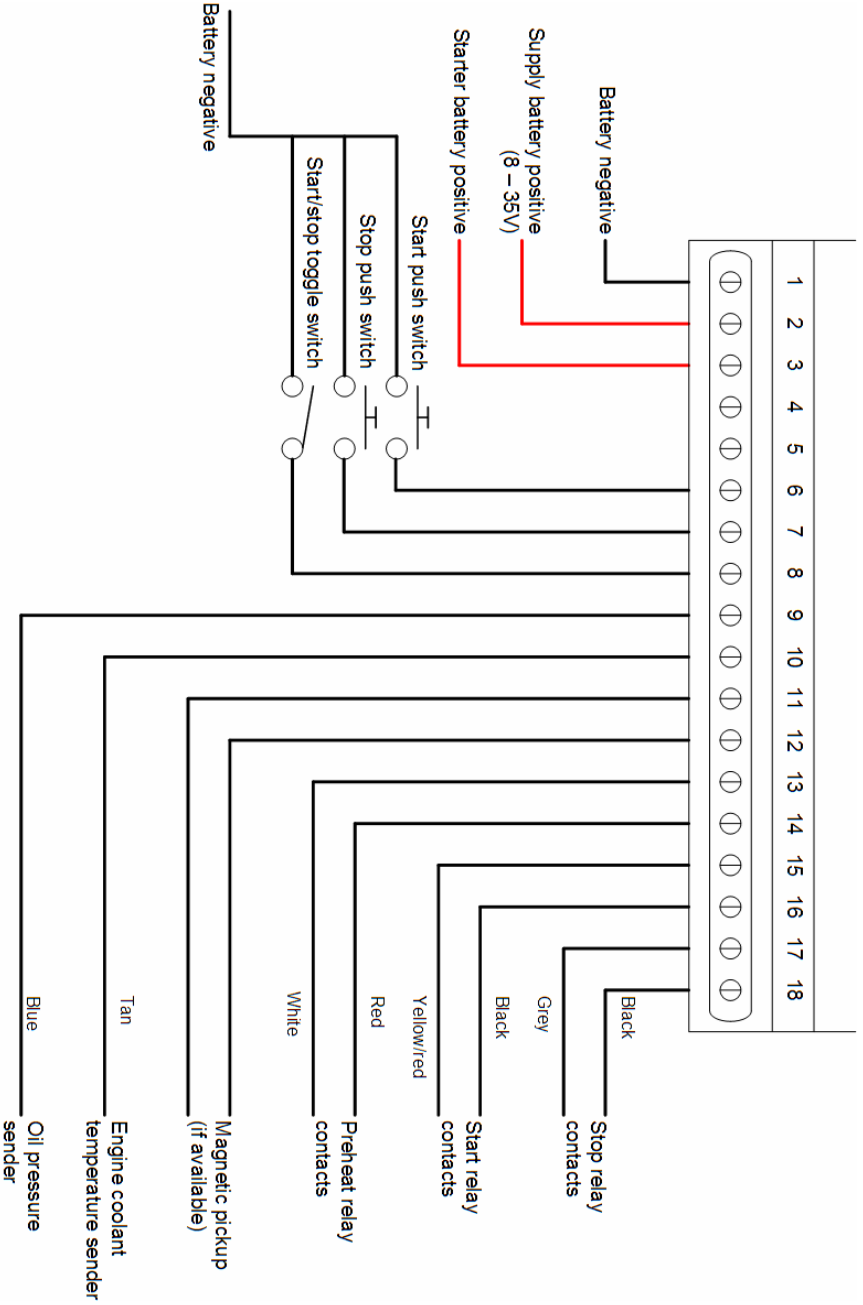 1
2
3
4
5
6
7
8
9
10
11
12
13
14
15
16
17
18
Battery negative
Supply battery positive
(8 – 35V)
Starter battery positive
Battery negative
Start push switch
Stop push switch
Start/stop toggle switch
Black
Grey
Black
Yellow/red
Red
White
Tan
Blue
Stop relay
contacts
Start relay
contacts
Preheat relay
contacts
Magnetic pickup
(if available)
Engine coolant
temperature sender
Oil pressure
sender